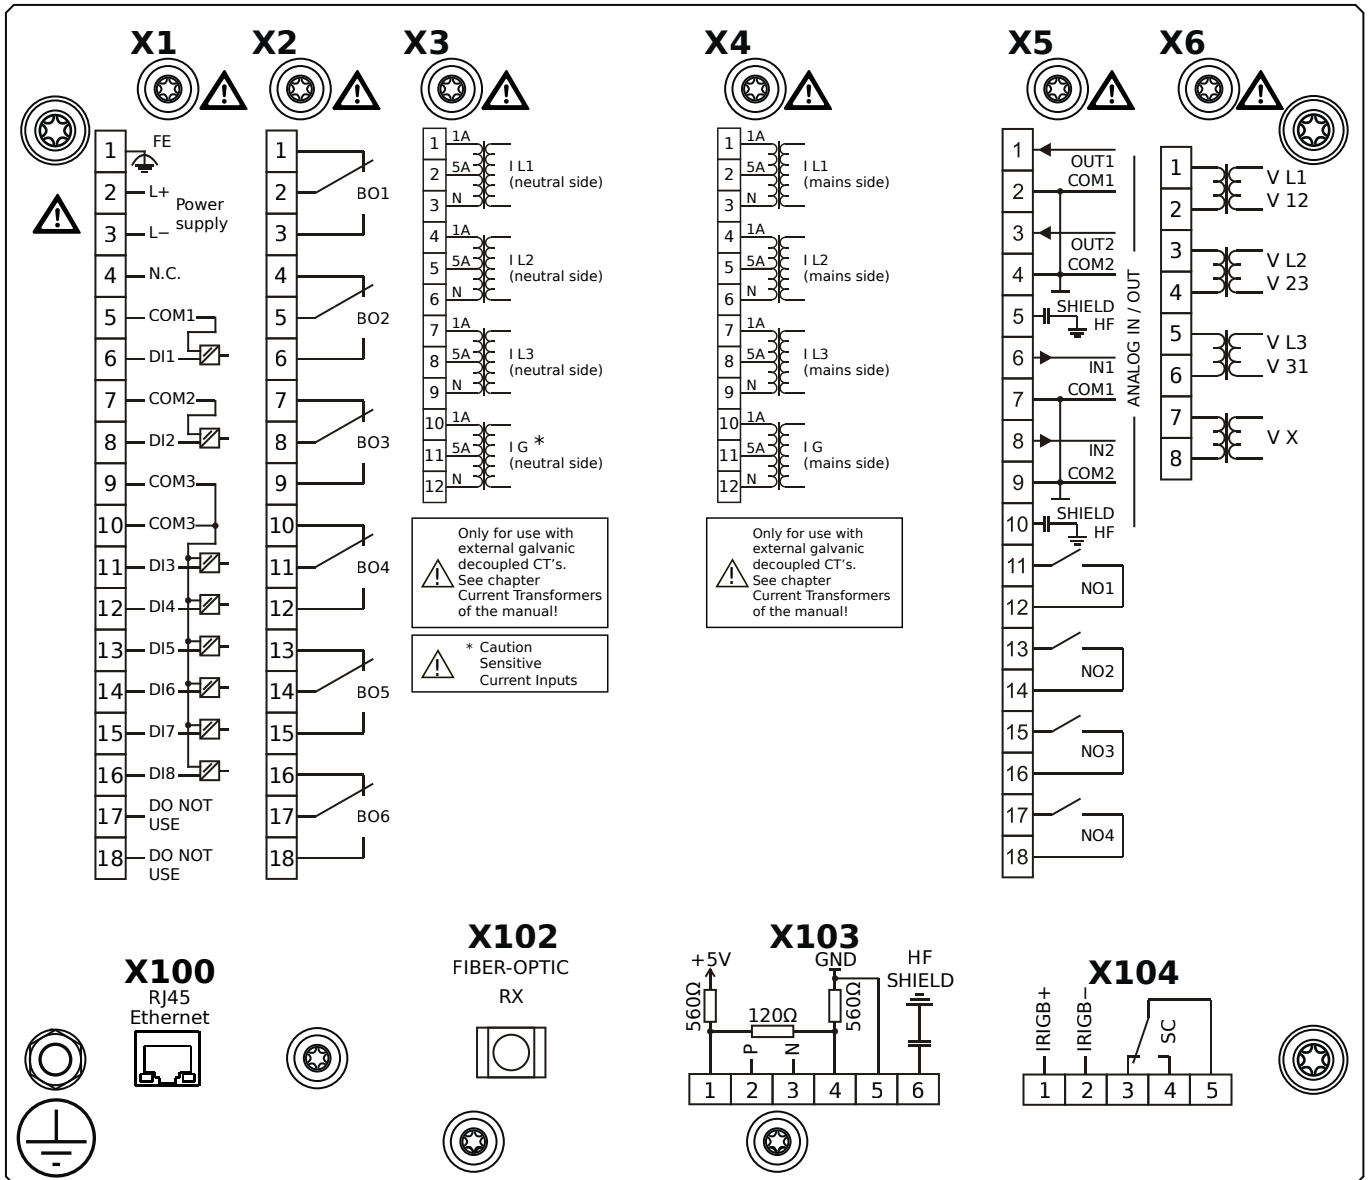 X1
X2
X3
X4
X5
X6
1
FE
2
L+
Power
supply
3
L−
4
N.C.
5
COM1
6
DI1
7
COM2
8
DI2
9
COM3
10
COM3
11
DI3
12
DI4
13
DI5
14
DI6
15
DI7
16
DI8
17
DO NOT
USE
18
DO NOT
USE
1
2
BO1
3
4
5
BO2
6
7
8
BO3
9
10
11
BO4
12
13
14
BO5
15
16
17
BO6
18
1
1A
2
5A
3
N
I L1
(neutral side)
4
1A
5
5A
6
N
I L2
(neutral side)
7
1A
8
5A
9
N
I L3
(neutral side)
10
1A
11
5A
12
N
I G *
(neutral side)
Only for use with
external galvanic
decoupled CT's.
See chapter
Current Transformers
of the manual!
* Caution
Sensitive
Current Inputs
1
1A
2
5A
3
N
I L1
(mains side)
4
1A
5
5A
6
N
I L2
(mains side)
7
1A
8
5A
9
N
I L3
(mains side)
10
1A
11
5A
12
N
I G
(mains side)
Only for use with
external galvanic
decoupled CT's.
See chapter
Current Transformers
of the manual!
1
OUT1
2
COM1
3
OUT2
4
COM2
5
SHIELD
HF
6
IN1
7
COM1
8
IN2
9
COM2
10
SHIELD
HF
ANALOG IN / OUT
11
NO1
12
13
NO2
14
15
NO3
16
17
NO4
18
1
V L1
2
V 12
3
V L2
4
V 23
5
V L3
6
V 31
7
V X
8
X100
RJ45
Ethernet
X102
FIBER-OPTIC
RX
X103
+5V
GND
HF
SHIELD
560Ω
120Ω
560Ω
P
N
1 2 3 4 5 6
X104
IRIGB+
IRIGB−
SC
1 2 3 4 5